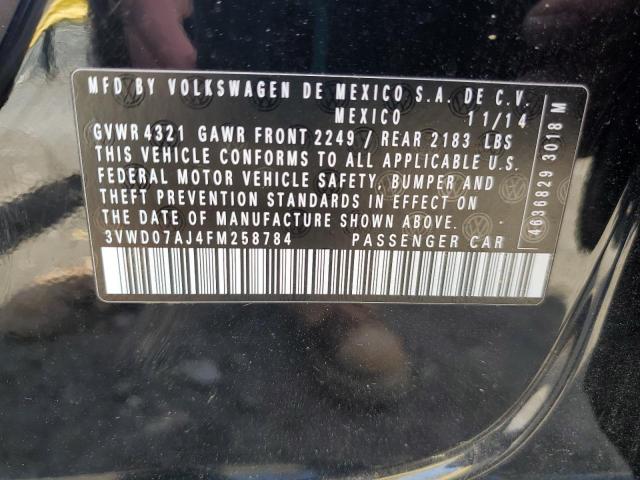 MFD BY VOLKSWAGEN DE MEXICO S.A. DE C.V.
MEXICO 11/14
GVWR 4321 GAWR FRONT 2249 / REAR 2183 LBS
THIS VEHICLE CONFORMS TO ALL APPLICABLE U.S.
FEDERAL MOTOR VEHICLE SAFETY, BUMPER AND
THEFT PREVENTION STANDARDS IN EFFECT ON
THE DATE OF MANUFACTURE SHOWN ABOVE.
3VWD07AJ4FM258784 PASSENGER CAR
4636829 3018 M